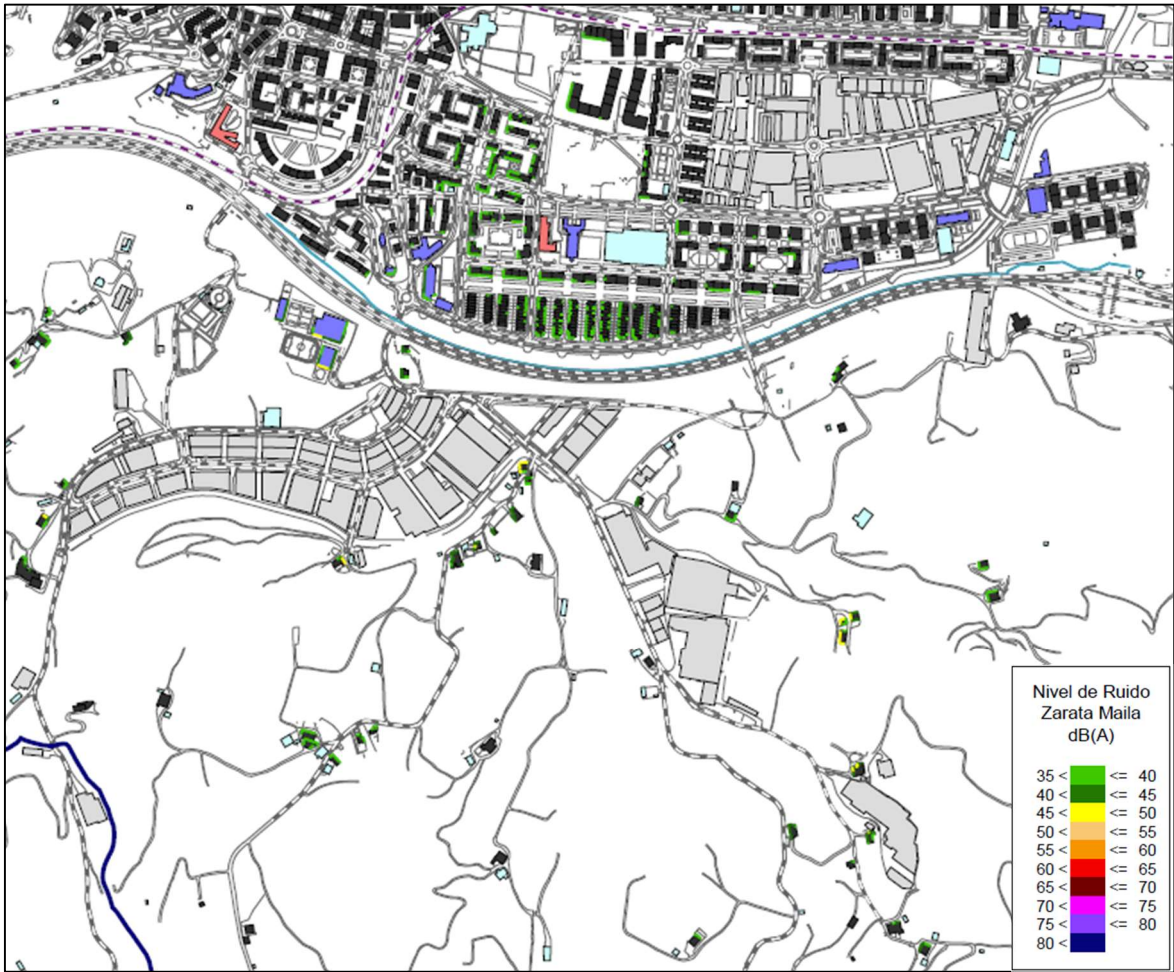 Nivel de Ruido
Zarata Maila
dB(A)
35 < <= 40
40 < <= 45
45 < <= 50
50 < <= 55
55 < <= 60
60 < <= 65
65 < <= 70
70 < <= 75
75 < <= 80
80 <